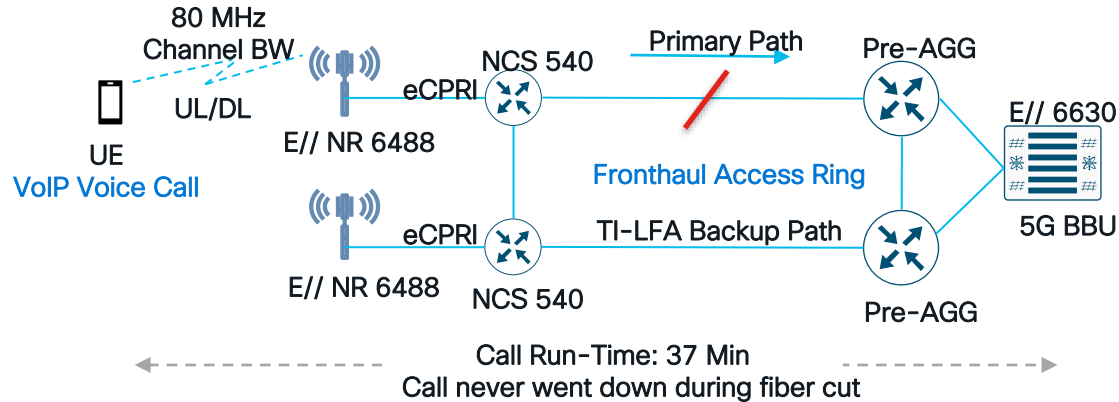 80 MHz
Channel BW
UL/DL
UE
VoIP Voice Call
E// NR 6488
eCPRI
NCS 540
Primary Path
Pre-AGG
E// 6630
5G BBU
Fronthaul Access Ring
E// NR 6488
eCPRI
NCS 540
TI-LFA Backup Path
Pre-AGG
Call Run-Time: 37 Min
Call never went down during fiber cut